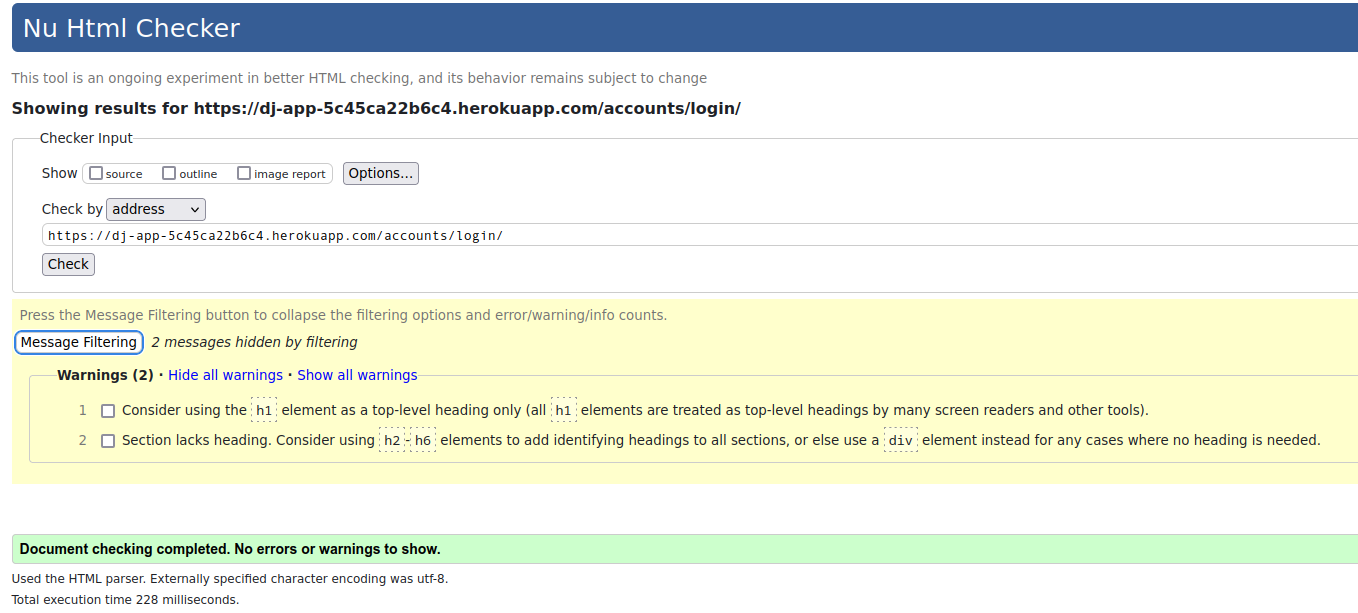 Nu Html Checker
This tool is an ongoing experiment in better HTML checking, and its behavior remains subject to change
Showing results for https://dj-app-5c45ca22b6c4.herokuapp.com/accounts/login/
Checker Input
Show source outline image report Options...
Check by address
https://dj-app-5c45ca22b6c4.herokuapp.com/accounts/login/
Check
Press the Message Filtering button to collapse the filtering options and error/warning/info counts.
Message Filtering 2 messages hidden by filtering
Warnings (2) · Hide all warnings · Show all warnings
1 Consider using the h1 element as a top-level heading only (all h1 elements are treated as top-level headings by many screen readers and other tools).
2 Section lacks heading. Consider using h2-h6 elements to add identifying headings to all sections, or else use a div element instead for any cases where no heading is needed.
Document checking completed. No errors or warnings to show.
Used the HTML parser. Externally specified character encoding was utf-8.
Total execution time 228 milliseconds.